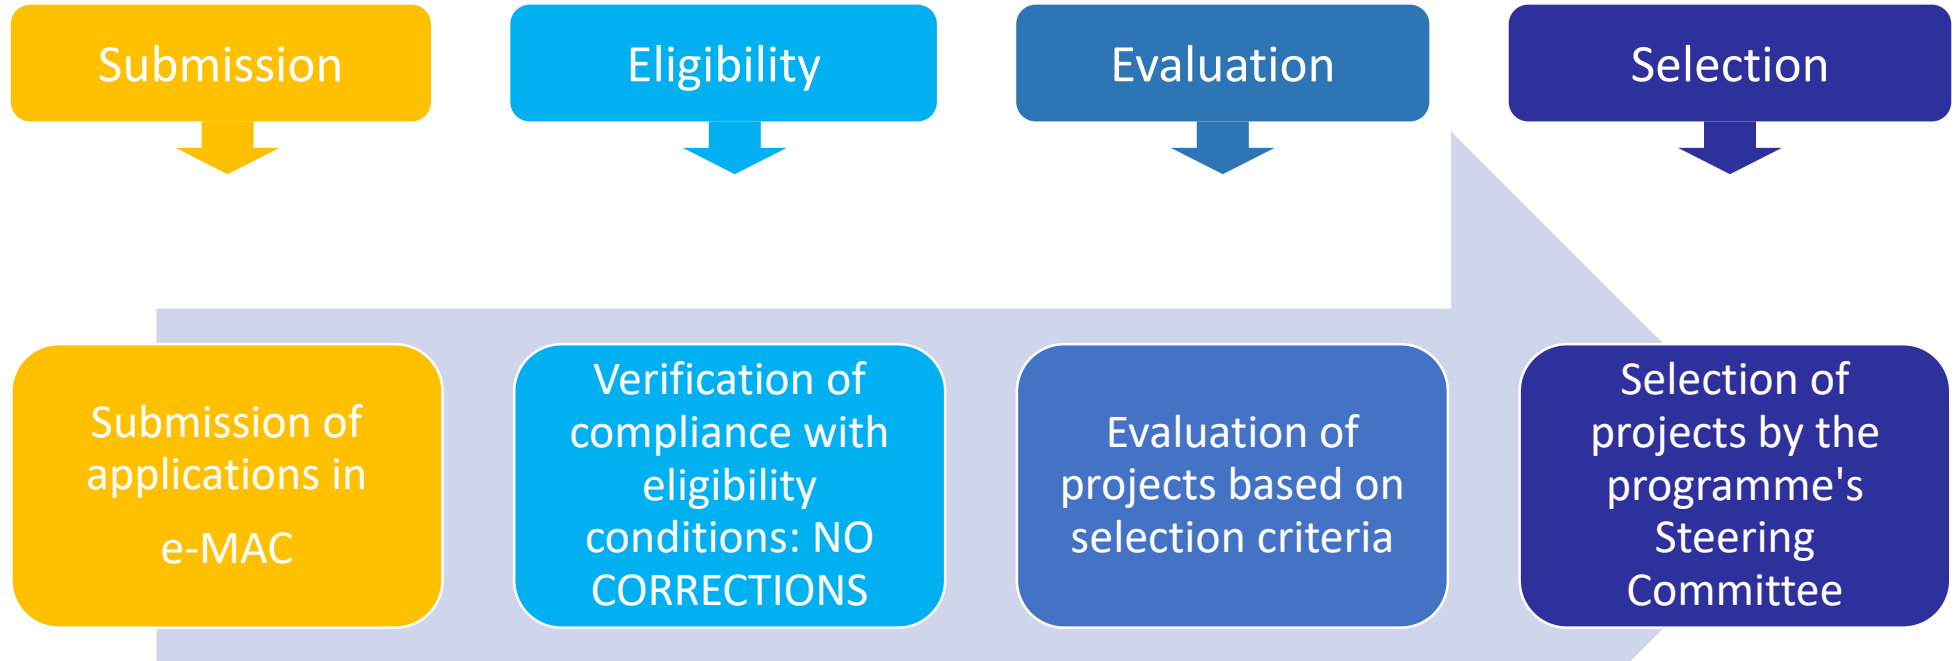 Submission
Eligibility
Evaluation
Selection
Submission of
applications in
e-MAC
Verification of
compliance with
eligibility
conditions: NO
CORRECTIONS
Evaluation of
projects based on
selection criteria
Selection of
projects by the
programme's
Steering
Committee